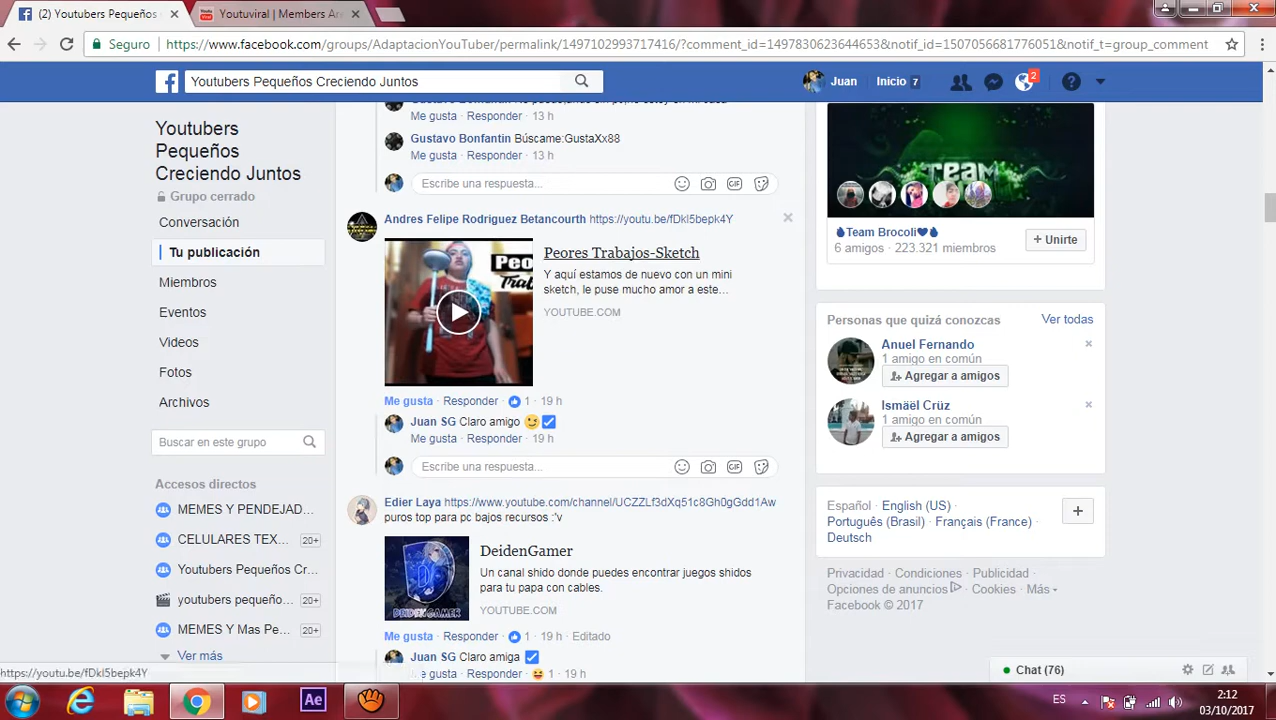 (2) Youtubers Pequeños
Youtuviral | Members Are
Seguro
https://www.facebook.com/groups/AdaptacionYouTuber/permalink/1497102993717416/?comment_id=1497830623644653&notif_id=1507056681776051&notif_t=group_comment
Youtubers Pequeños Creciendo Juntos
Juan
Inicio 7
2
Youtubers
Pequeños
Creciendo Juntos
Grupo cerrado
Conversación
Tu publicación
Miembros
Eventos
Videos
Fotos
Archivos
Buscar en este grupo
Accesos directos
MEMES Y PENDEJAD...
CELULARES TEX... 20+
Youtubers Pequeños Cr...
youtubers pequeño... 20+
MEMES Y Mas Pe... 20+
Ver más
https://youtu.be/fDkl5bepk4Y
Me gusta · Responder · 13 h
Gustavo Bonfantin Búscame:GustaXx88
Me gusta · Responder · 13 h
Escribe una respuesta...
Andres Felipe Rodriguez Betancourth https://youtu.be/fDkl5bepk4Y
Peores Trabajos-Sketch
Y aquí estamos de nuevo con un mini
sketch, le puse mucho amor a este...
YOUTUBE.COM
Me gusta · Responder · 1 · 19 h
Juan SG Claro amigo 😉 ☑
Me gusta · Responder · 19 h
Escribe una respuesta...
Edier Laya https://www.youtube.com/channel/UCZZLf3dXq51c8Gh0gGdd1Aw
puros top para pc bajos recursos :"v
DeidenGamer
Un canal shido donde puedes encontrar juegos shidos
para tu papa con cables.
YOUTUBE.COM
DEIDENGAMER
Me gusta · Responder · 1 · 19 h · Editado
Juan SG Claro amiga ☑
e gusta · Responder · 😆 1 · 19 h
TEAM
Team Brocoli
6 amigos · 223.321 miembros
+ Unirte
Personas que quizá conozcas
Ver todas
Anuel Fernando
1 amigo en común
Agregar a amigos
Ismäël Crüz
1 amigo en común
Agregar a amigos
Español · English (US) ·
Português (Brasil) · Français (France) ·
Deutsch
Privacidad · Condiciones · Publicidad ·
Opciones de anuncios · Cookies · Más
Facebook © 2017
Chat (76)
Ae
ES
2:12
03/10/2017